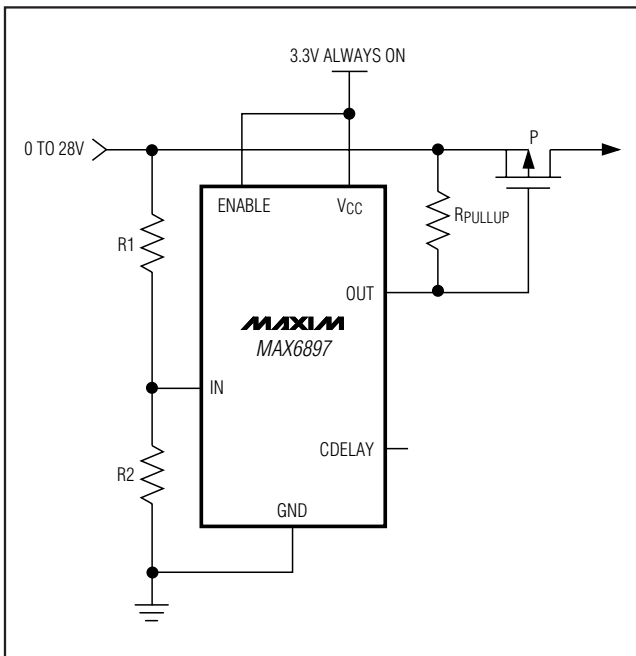 3.3V ALWAYS ON
0 TO 28V
P
ENABLE
VCC
R1
RPULLUP
OUT
MAXIM
MAX6897
IN
R2
CDELAY
GND